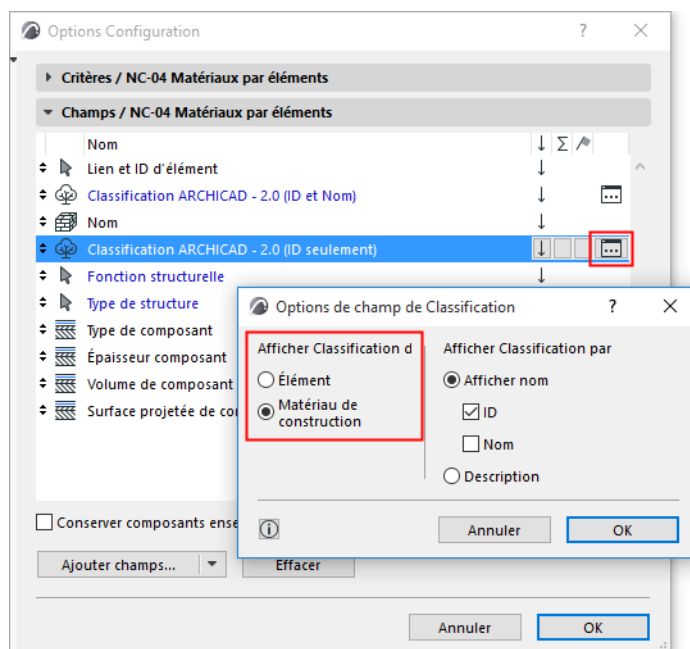 Options Configuration
Critères / NC-04 Matériaux par éléments
Champs / NC-04 Matériaux par éléments
Nom
Lien et ID d'élément
Classification ARCHICAD - 2.0 (ID et Nom)
Nom
Classification ARCHICAD - 2.0 (ID seulement)
Fonction structurelle
Type de structure
Type de composant
Épaisseur composant
Volume de composant
Surface projetée de co
Conserver composants ense
Ajouter champs...
Effacer
Annuler
OK
Options de champ de Classification
Afficher Classification d
Élément
Matériau de
construction
Afficher Classification par
Afficher nom
ID
Nom
Description
Annuler
OK